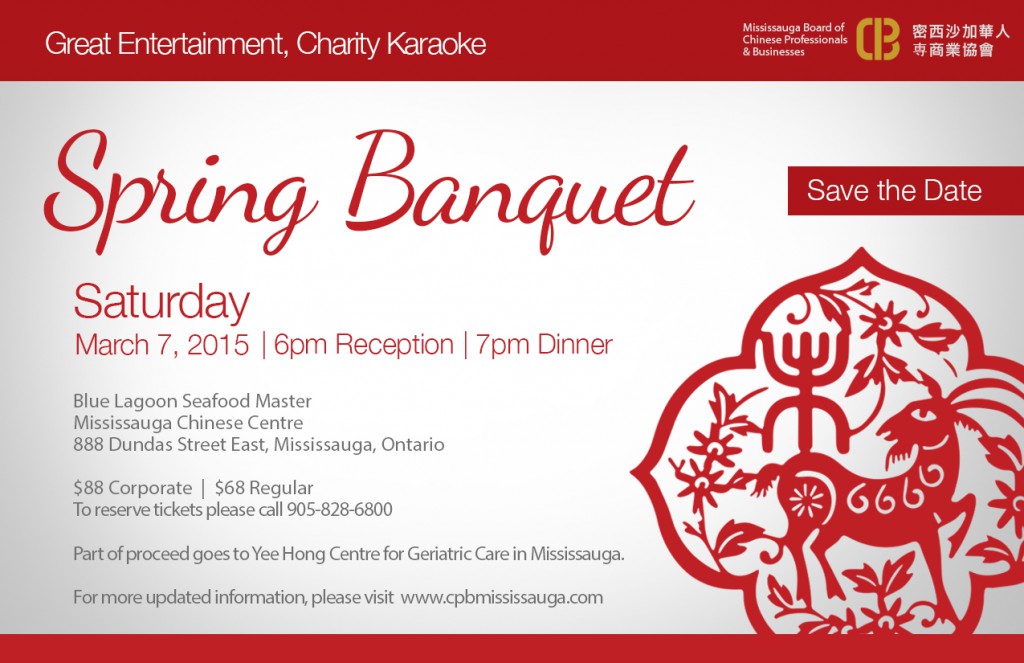 Great Entertainment, Charity Karaoke
Mississauga Board of
Chinese Professionals
& Businesses
CPB
密西沙加華人
專商業協會
Spring Banquet
Save the Date
Saturday
March 7, 2015 | 6pm Reception | 7pm Dinner
Blue Lagoon Seafood Master
Mississauga Chinese Centre
888 Dundas Street East, Mississauga, Ontario
$88 Corporate | $68 Regular
To reserve tickets please call 905-828-6800
Part of proceed goes to Yee Hong Centre for Geriatric Care in Mississauga.
For more updated information, please visit www.cpbmississauga.com